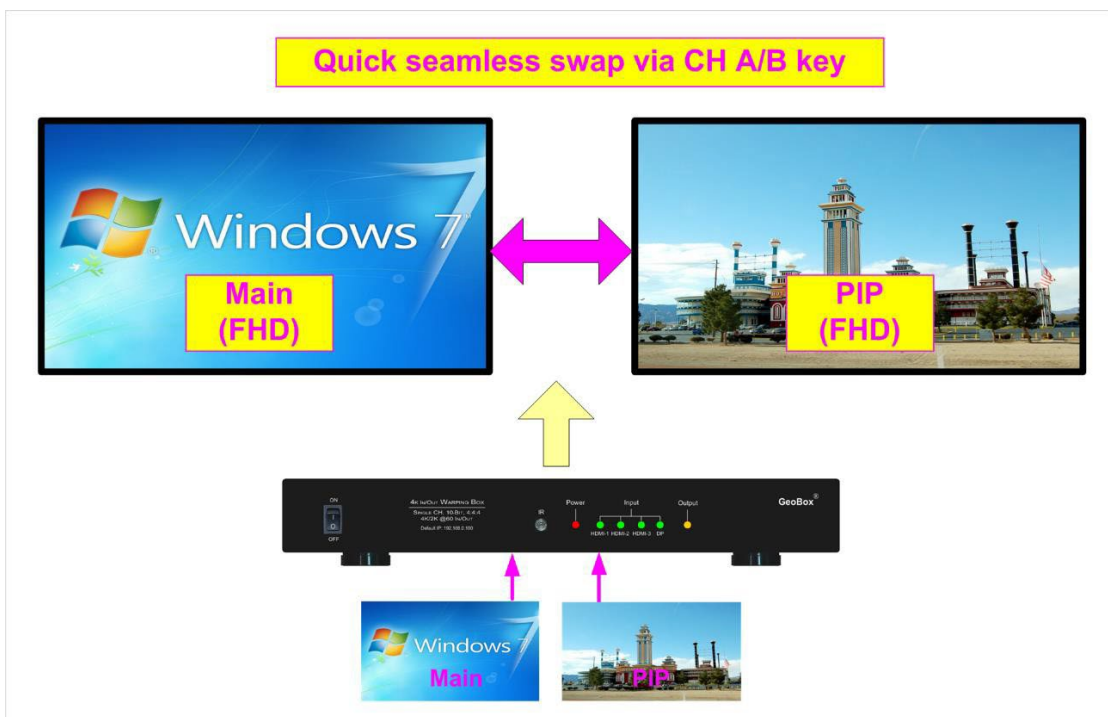 Quick seamless swap via CH A/B key
Windows 7
Main
(FHD)
PIP
(FHD)
ON
OFF
4K IN/OUT WARPING BOX
SINGLE CH, 10-BIT, 4:4:4
4K/2K @60 IN/OUT
Default IP: 192.168.0.100
IR
Power
Input
Output
HDMI-1 HDMI-2 HDMI-3 DP
GeoBox®
Windows 7
Main
PIP